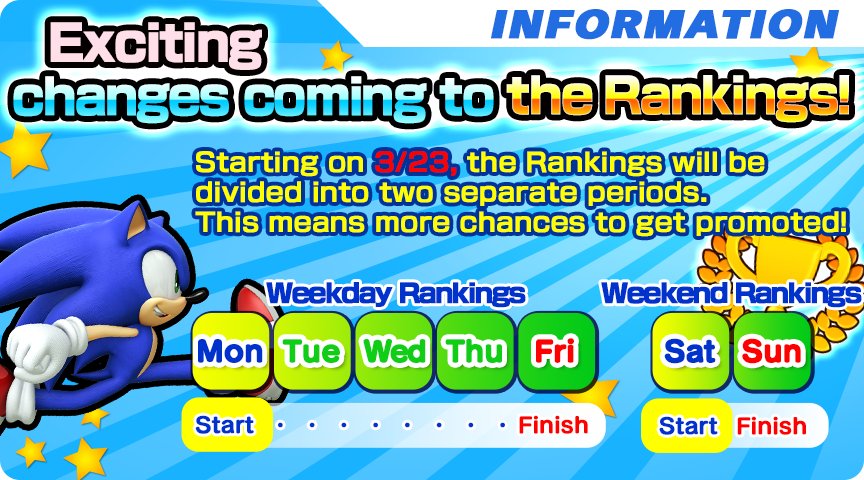 INFORMATION
Exciting
changes coming to the Rankings!
Starting on 3/23, the Rankings will be
divided into two separate periods.
This means more chances to get promoted!
Weekday Rankings
Mon Tue Wed Thu Fri
Start ········ Finish
Weekend Rankings
Sat Sun
Start Finish